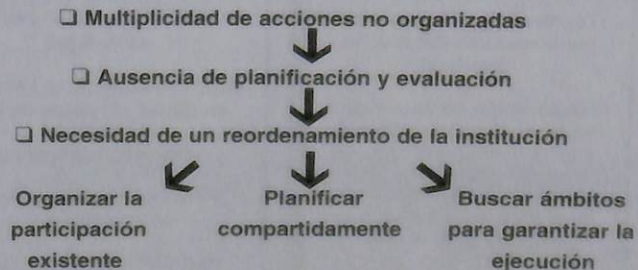 ❑ Multiplicidad de acciones no organizadas
❑ Ausencia de planificación y evaluación
❑ Necesidad de un reordenamiento de la institución
Organizar la
participación
existente
Planificar
compartidamente
Buscar ámbitos
para garantizar la
ejecución